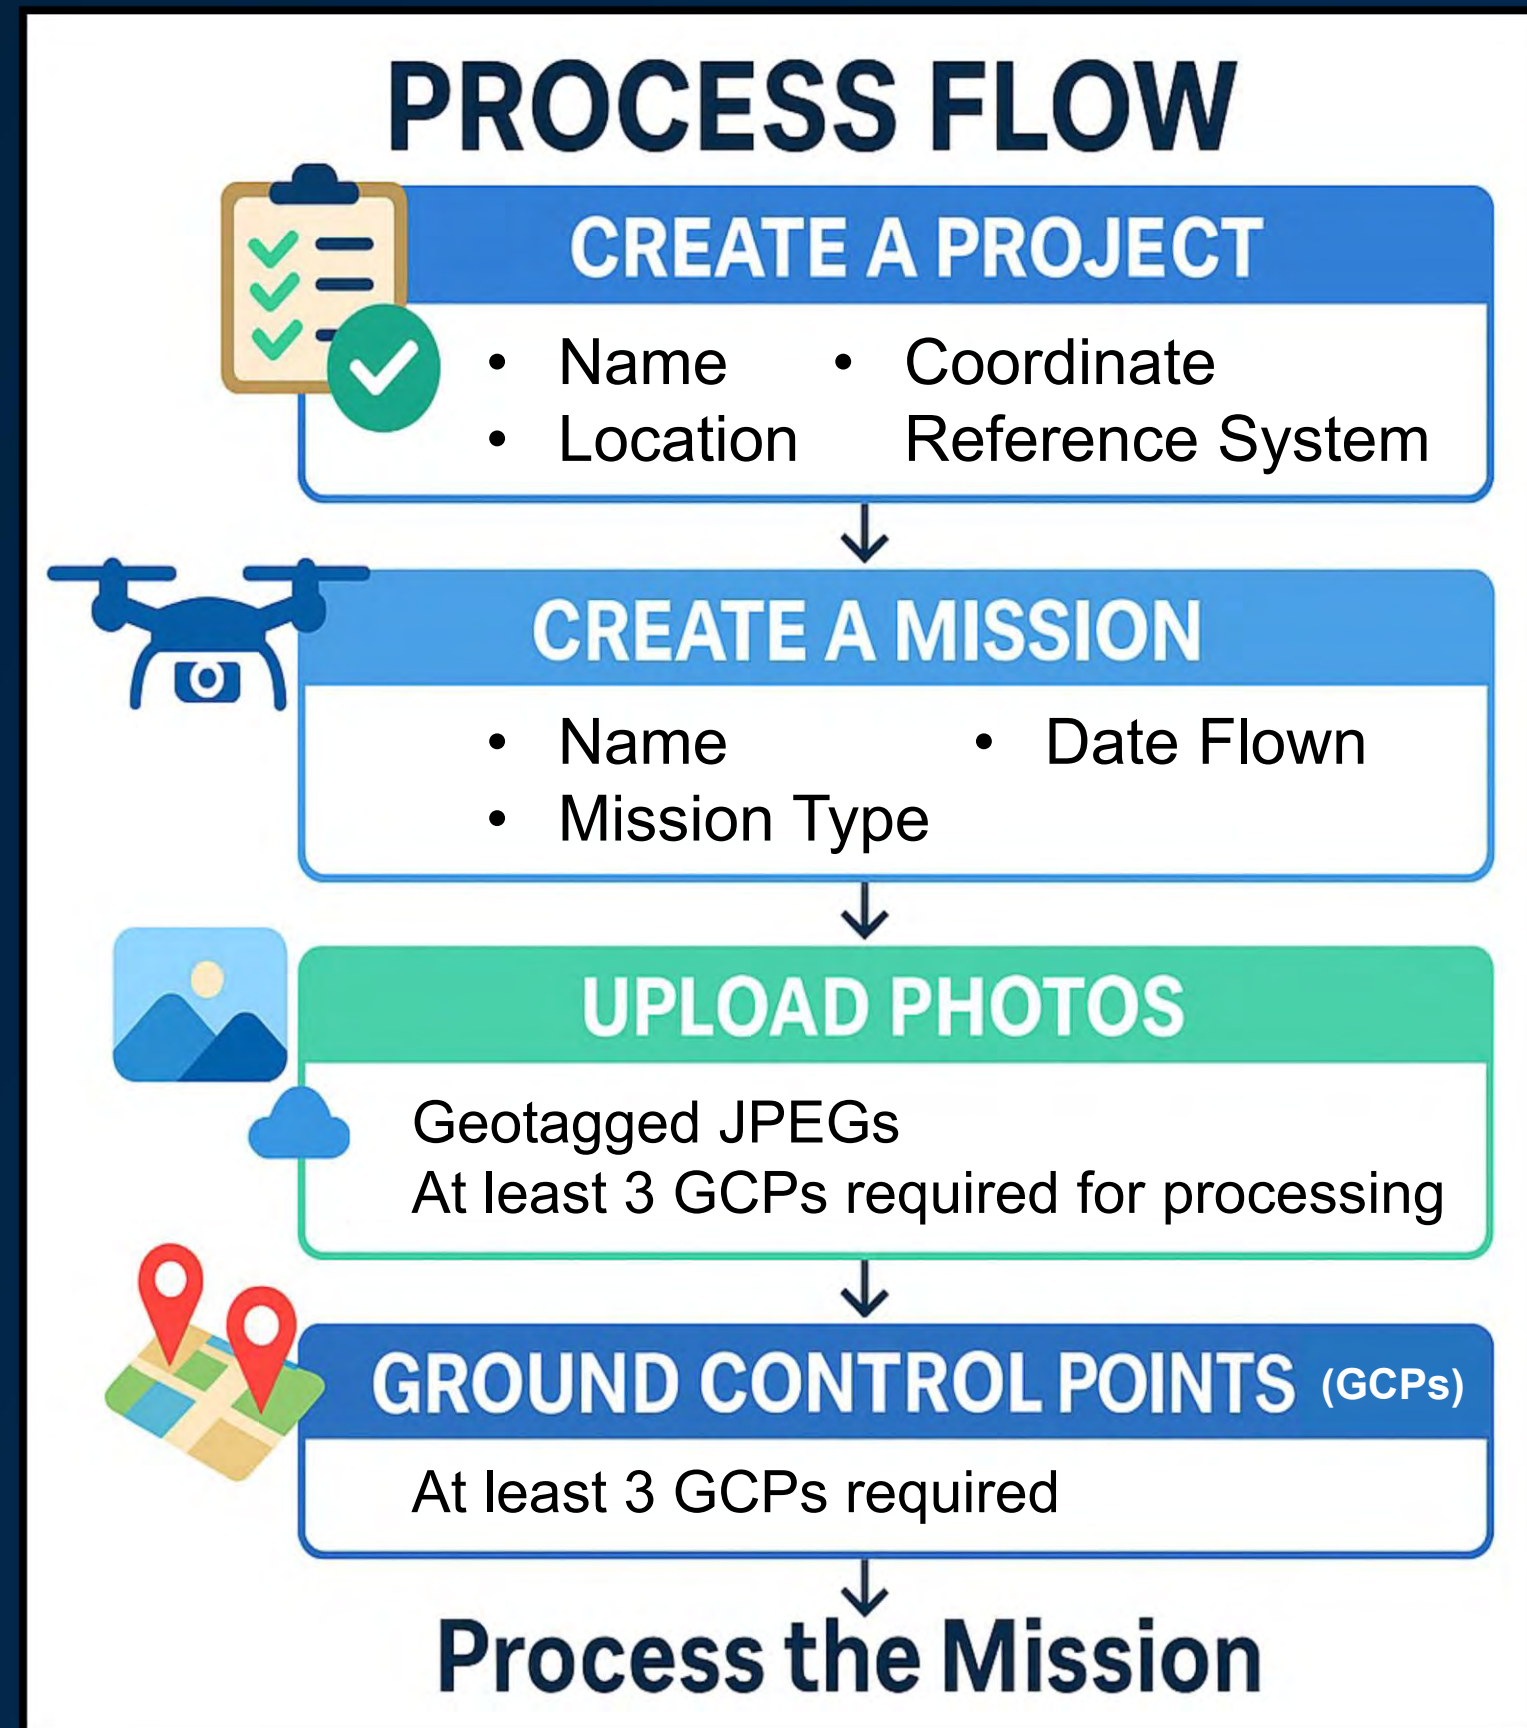 PROCESS FLOW
CREATE A PROJECT
• Name
• Location
• Coordinate
Reference System
CREATE A MISSION
• Name
• Mission Type
• Date Flown
UPLOAD PHOTOS
Geotagged JPEGs
At least 3 GCPs required for processing
GROUND CONTROL POINTS (GCPs)
At least 3 GCPs required
Process the Mission